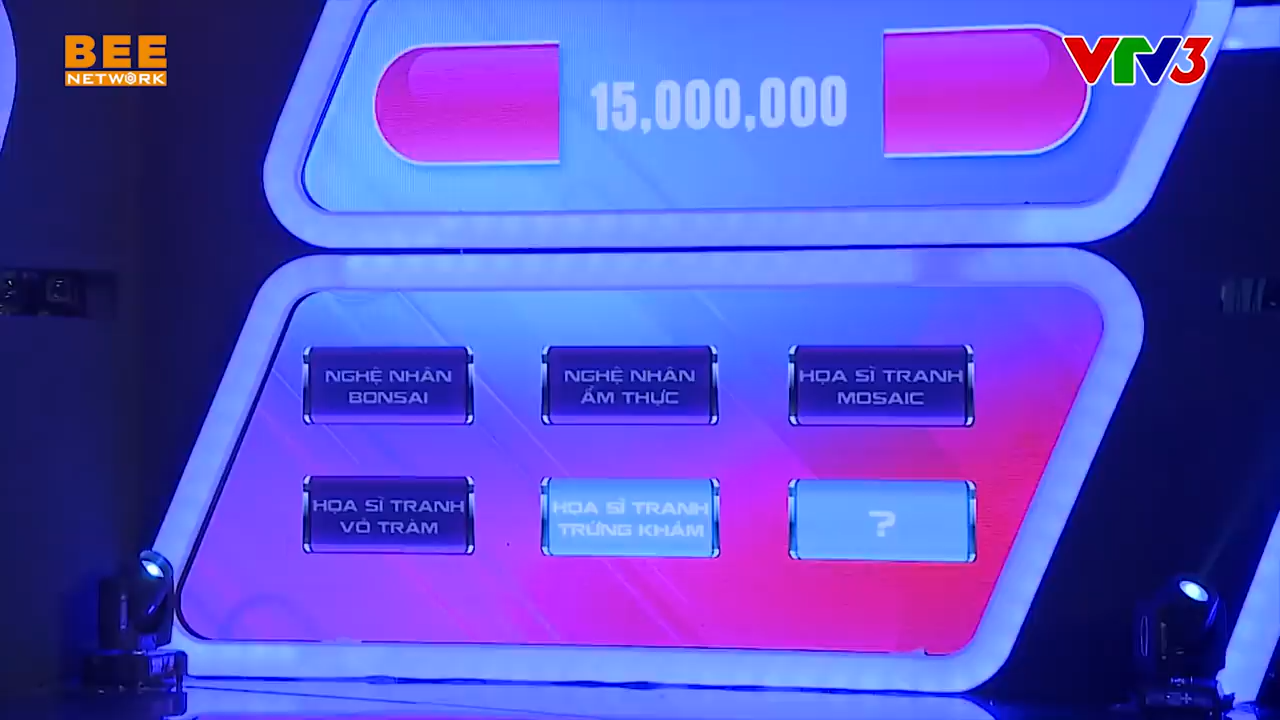 BEE
NETWORK
VTV3
15,000,000
NGHỆ NHÂN
BONSAI
NGHỆ NHÂN
ẨM THỰC
HỌA SĨ TRANH
MOSAIC
HỌA SĨ TRANH
VỎ TRÀM
HỌA SĨ TRANH
TRỨNG KHẢM
?